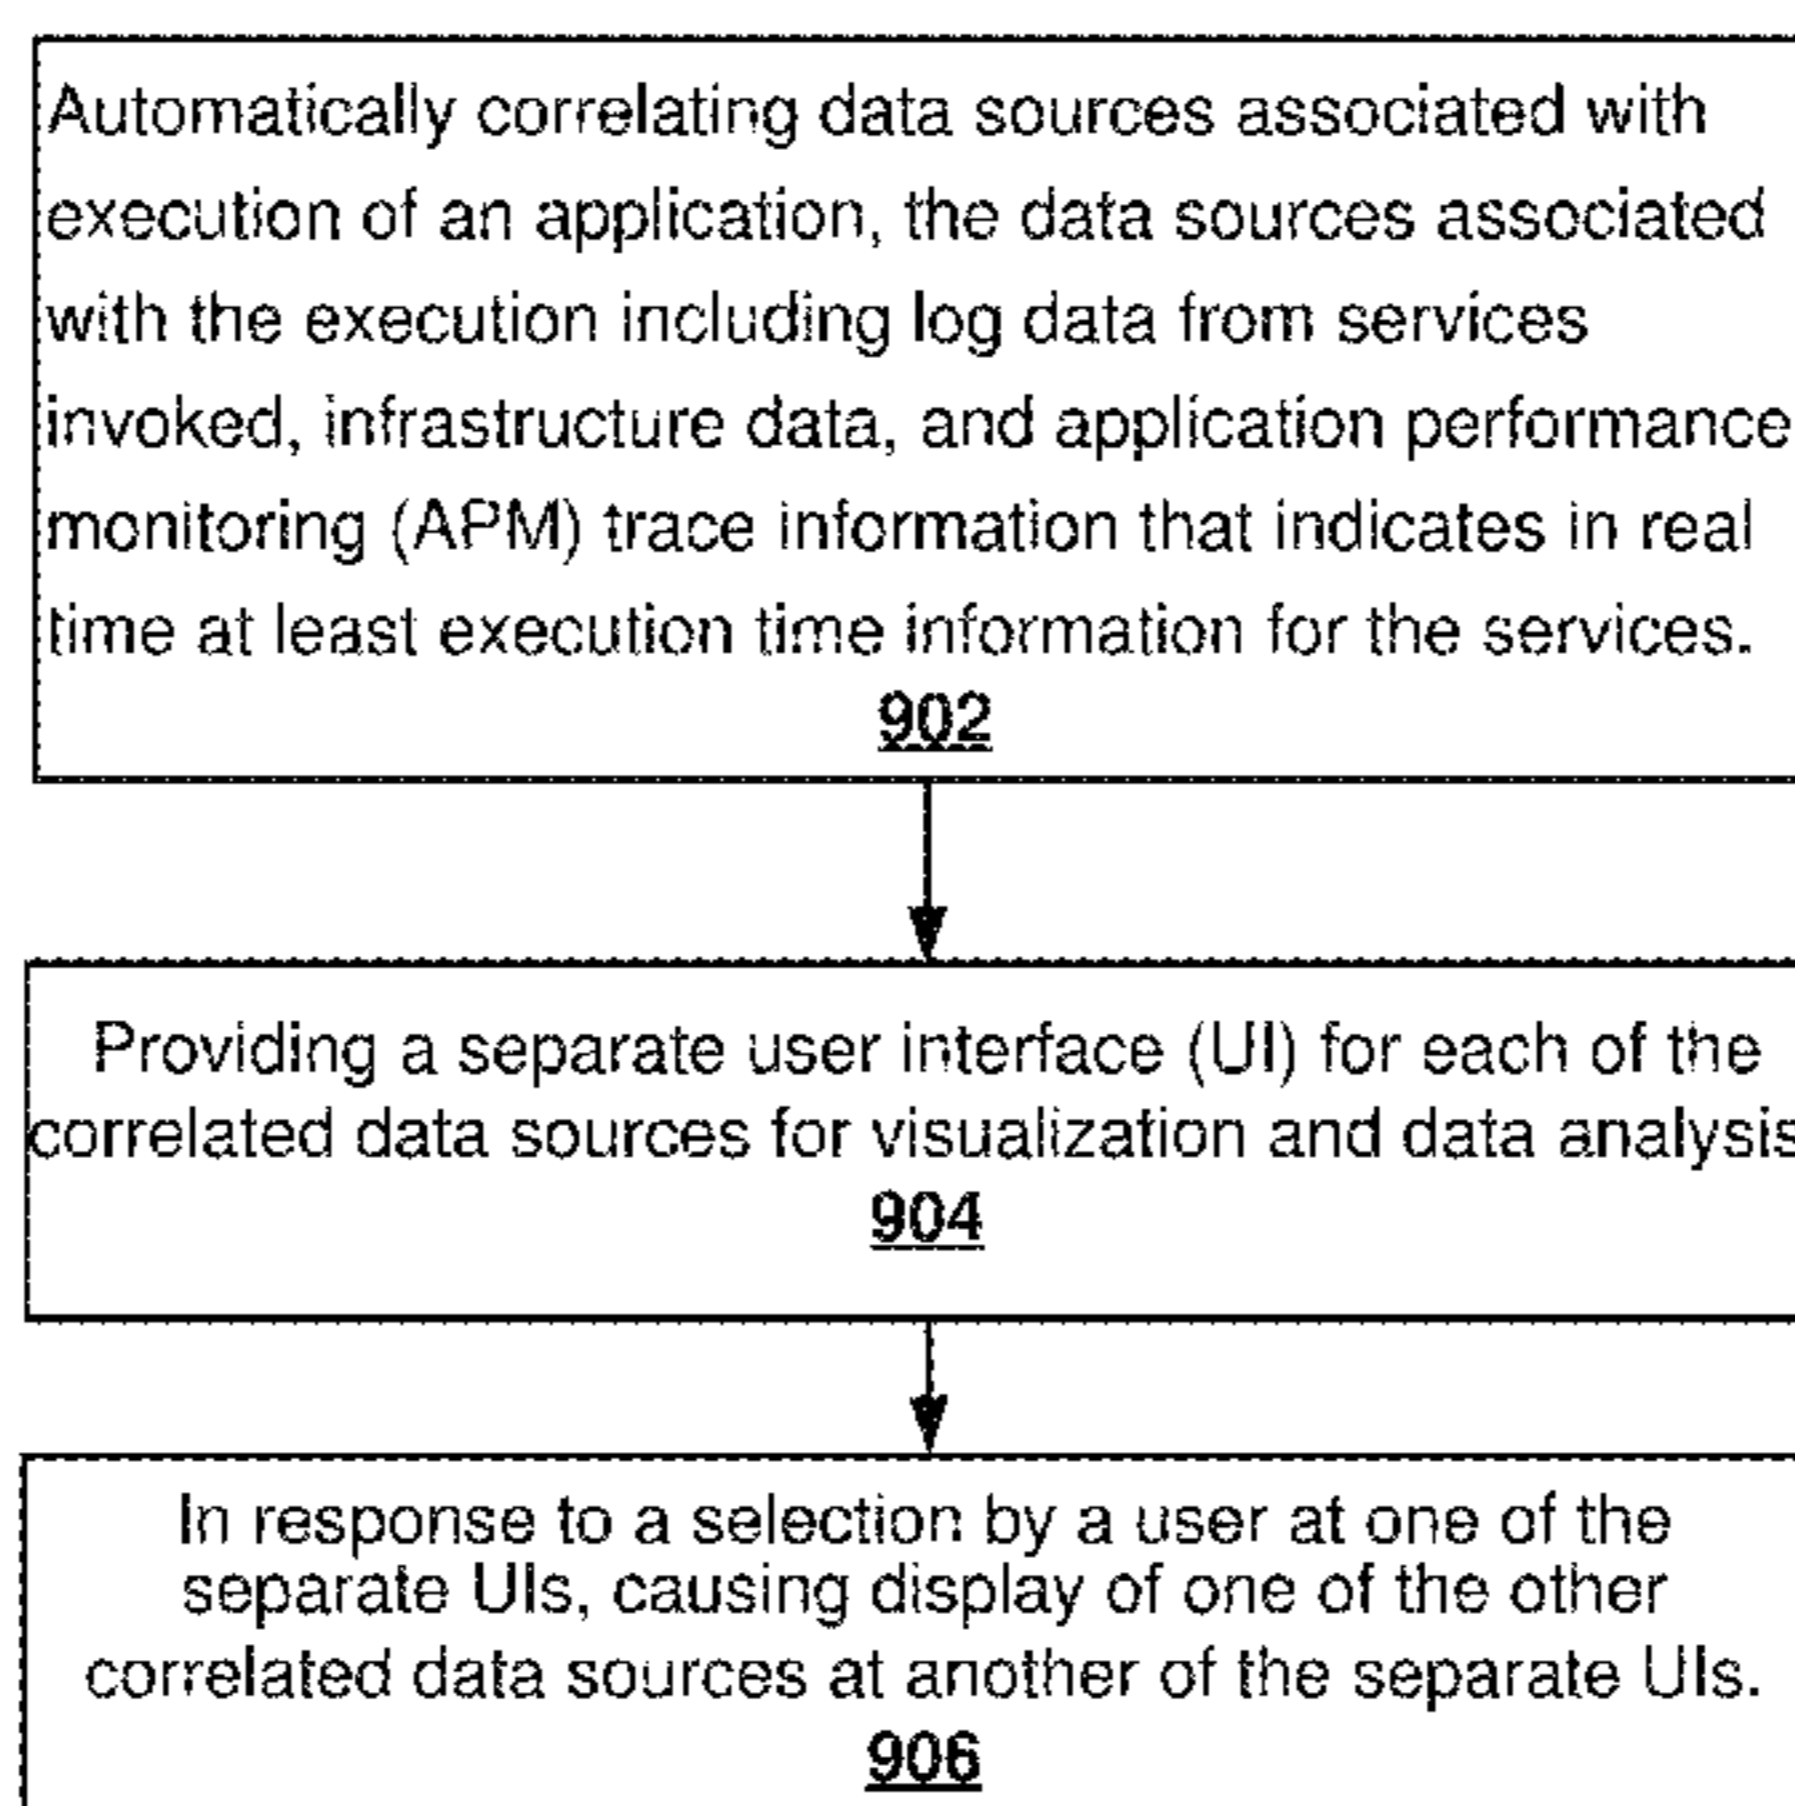 Automatically correlating data sources associated with
execution of an application, the data sources associated
with the execution including log data from services
invoked, infrastructure data, and application performance
monitoring (APM) trace information that indicates in real
time at least execution time information for the services.
902
Providing a separate user interface (UI) for each of the
correlated data sources for visualization and data analysis
904
In response to a selection by a user at one of the
separate UIs, causing display of one of the other
correlated data sources at another of the separate UIs.
906